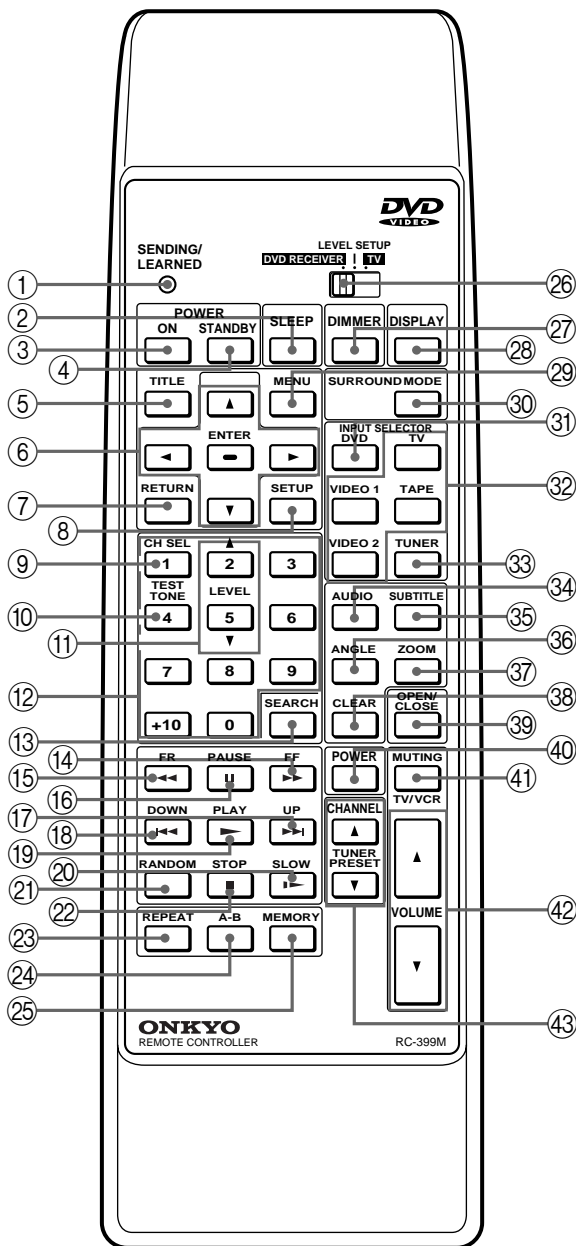 DVD
VIDEO
SENDING/
LEARNED
LEVEL SETUP
DVD RECEIVER TV
1
26
POWER
ON STANDBY SLEEP DIMMER DISPLAY
2
3
4
27
28
TITLE MENU SURROUND MODE
5
29
30
INPUT SELECTOR
DVD TV
31
ENTER
6
VIDEO 1 TAPE
32
RETURN SETUP
7
8
VIDEO 2 TUNER
33
CH SEL
1 2 3
9
TEST
TONE LEVEL
4 5 6
10
11
AUDIO SUBTITLE
34
35
ANGLE ZOOM
36
37
7 8 9
12
+10 0 SEARCH
13
CLEAR OPEN/
CLOSE
38
39
FR PAUSE FF
14
15
16
POWER MUTING
40
41
TV/VCR
DOWN PLAY UP
17
18
19
CHANNEL
TUNER
PRESET
RANDOM STOP SLOW
20
21
22
VOLUME
42
REPEAT A-B MEMORY
23
24
25
43
ONKYO
REMOTE CONTROLLER RC-399M